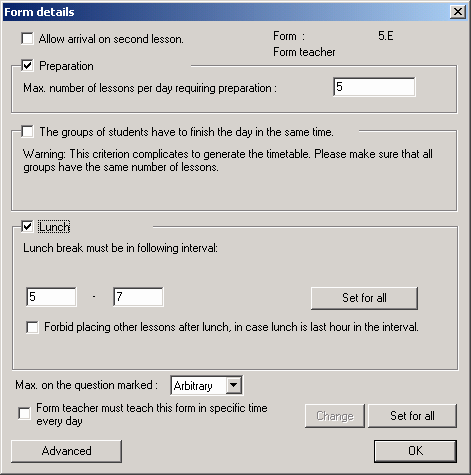 Form details
Allow arrival on second lesson.
Form : 5.E
Form teacher
Preparation
Max. number of lessons per day requiring preparation : 5
The groups of students have to finish the day in the same time.
Warning: This criterion complicates to generate the timetable. Please make sure that all
groups have the same number of lessons.
Lunch
Lunch break must be in following interval:
5 - 7 Set for all
Forbid placing other lessons after lunch, in case lunch is last hour in the interval.
Max. on the question marked : Arbitrary
Form teacher must teach this form in specific time
every day
Change Set for all
Advanced OK